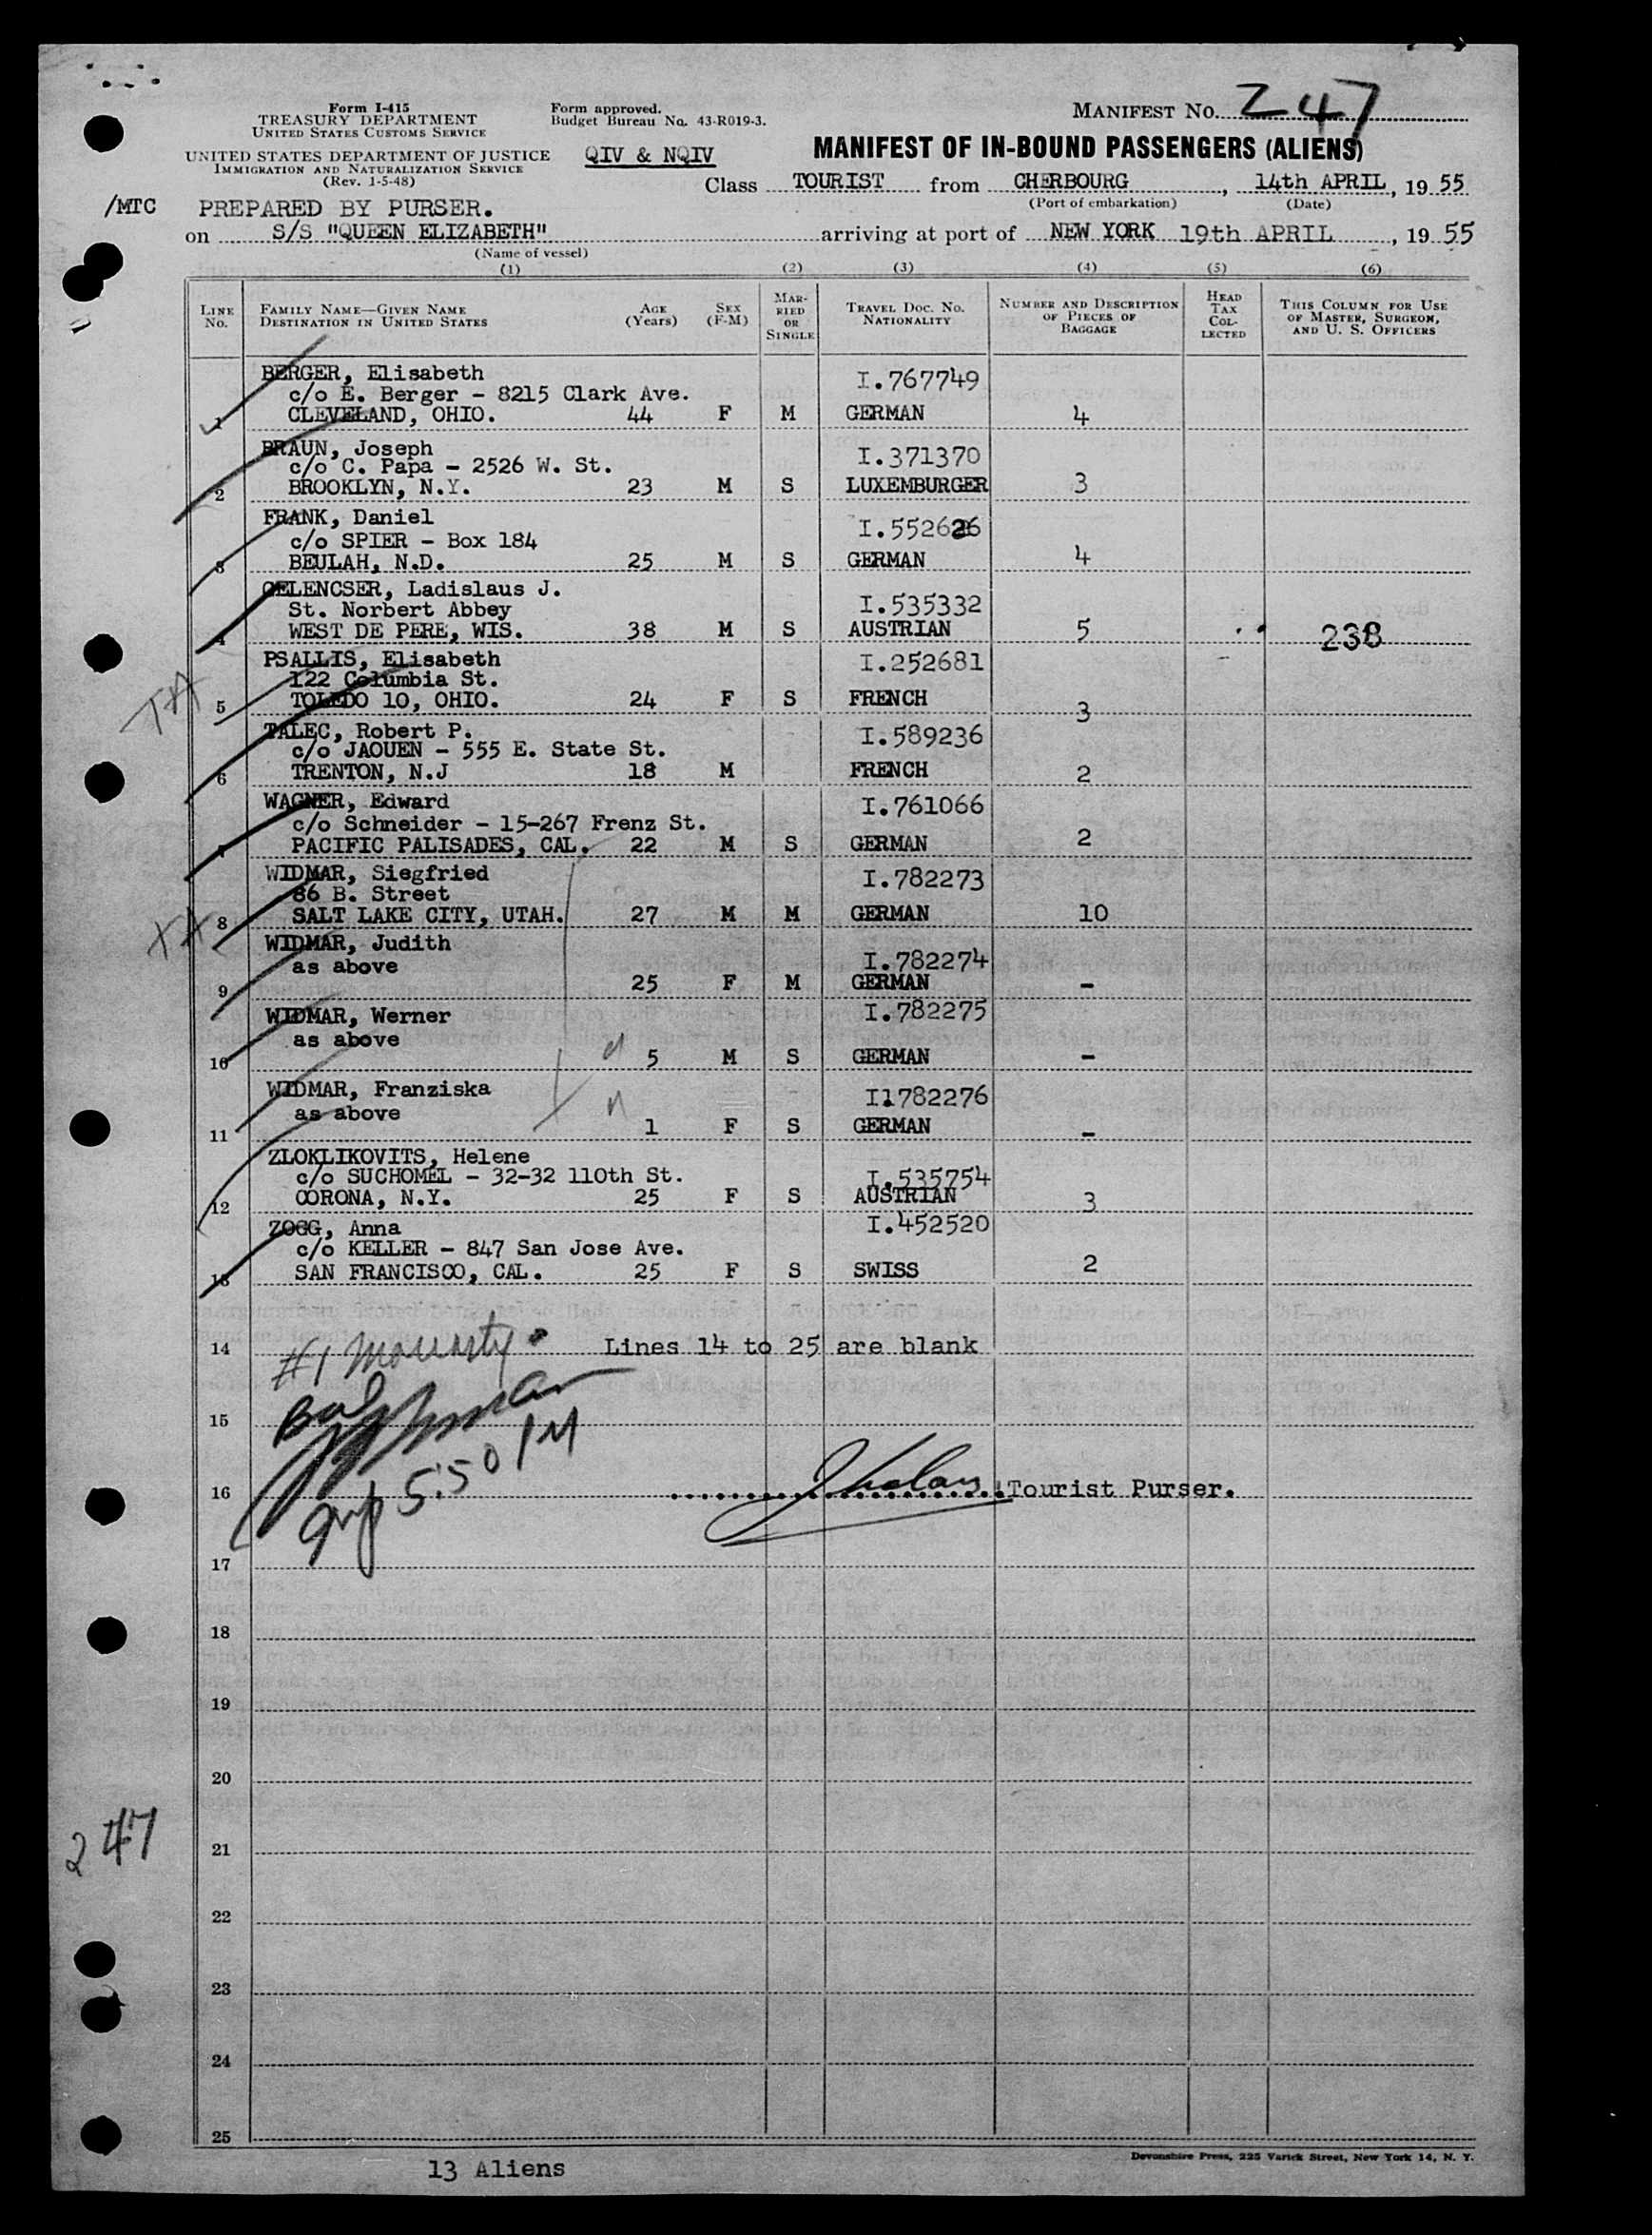 Form I-415
TREASURY DEPARTMENT
UNITED STATES CUSTOMS SERVICE
UNITED STATES DEPARTMENT OF JUSTICE
IMMIGRATION AND NATURALIZATION SERVICE
(Rev. 1-5-48)
Form approved.
Budget Bureau No. 43-R019-3.
QIV & NQIV
MANIFEST NO. 247
MANIFEST OF IN-BOUND PASSENGERS (ALIENS)
Class TOURIST from CHERBOURG, 14th APRIL, 1955
(Port of embarkation) (Date)
/MTC PREPARED BY PURSER.
on S/S "QUEEN ELIZABETH" arriving at port of NEW YORK 19th APRIL, 1955
(Name of vessel)
(1) (2) (3) (4) (5) (6)
LINE No. FAMILY NAME—GIVEN NAME DESTINATION IN UNITED STATES AGE (Years) SEX (F-M) MARRIED OR SINGLE TRAVEL DOC. NO. NATIONALITY NUMBER AND DESCRIPTION OF PIECES OF BAGGAGE HEAD TAX COLLECTED THIS COLUMN FOR USE OF MASTER, SURGEON, AND U. S. OFFICERS
BERGER, Elisabeth I.767749
c/o E. Berger - 8215 Clark Ave.
1 CLEVELAND, OHIO. 44 F M GERMAN 4
BRAUN, Joseph I.371370
c/o C. Papa - 2526 W. St.
2 BROOKLYN, N.Y. 23 M S LUXEMBURGER 3
FRANK, Daniel I.552626
c/o SPIER - Box 184
3 BEULAH, N.D. 25 M S GERMAN 4
GELENCSER, Ladislaus J.
St. Norbert Abbey I.535332
4 WEST DE PERE, WIS. 38 M S AUSTRIAN 5 238
PSALLIS, Elisabeth I.252681
122 Columbia St.
5 TOLEDO 10, OHIO. 24 F S FRENCH 3
TALEC, Robert P. I.589236
c/o JAOUEN - 555 E. State St.
6 TRENTON, N.J 18 M FRENCH 2
WAGNER, Edward I.761066
c/o Schneider - 15-267 Frenz St.
7 PACIFIC PALISADES, CAL. 22 M S GERMAN 2
WIDMAR, Siegfried I.782273
86 B. Street
8 SALT LAKE CITY, UTAH. 27 M M GERMAN 10
WIDMAR, Judith
as above I.782274
9 25 F M GERMAN -
WIDMAR, Werner I.782275
as above
10 5 M S GERMAN -
WIDMAR, Franziska I1782276
as above
11 1 F S GERMAN -
ZLOKLIKOVITS, Helene
c/o SUCHOMEL - 32-32 110th St. I.535754
12 CORONA, N.Y. 25 F S AUSTRIAN 3
ZOGG, Anna I.452520
c/o KELLER - 847 San Jose Ave.
13 SAN FRANCISCO, CAL. 25 F S SWISS 2
14 #1 Lines 14 to 25 are blank
15
5:50 PM
16 Tourist Purser.
17
18
19
20
247
21
22
23
24
25
13 Aliens
Devonshire Press, 225 Varick Street, New York 14, N. Y.